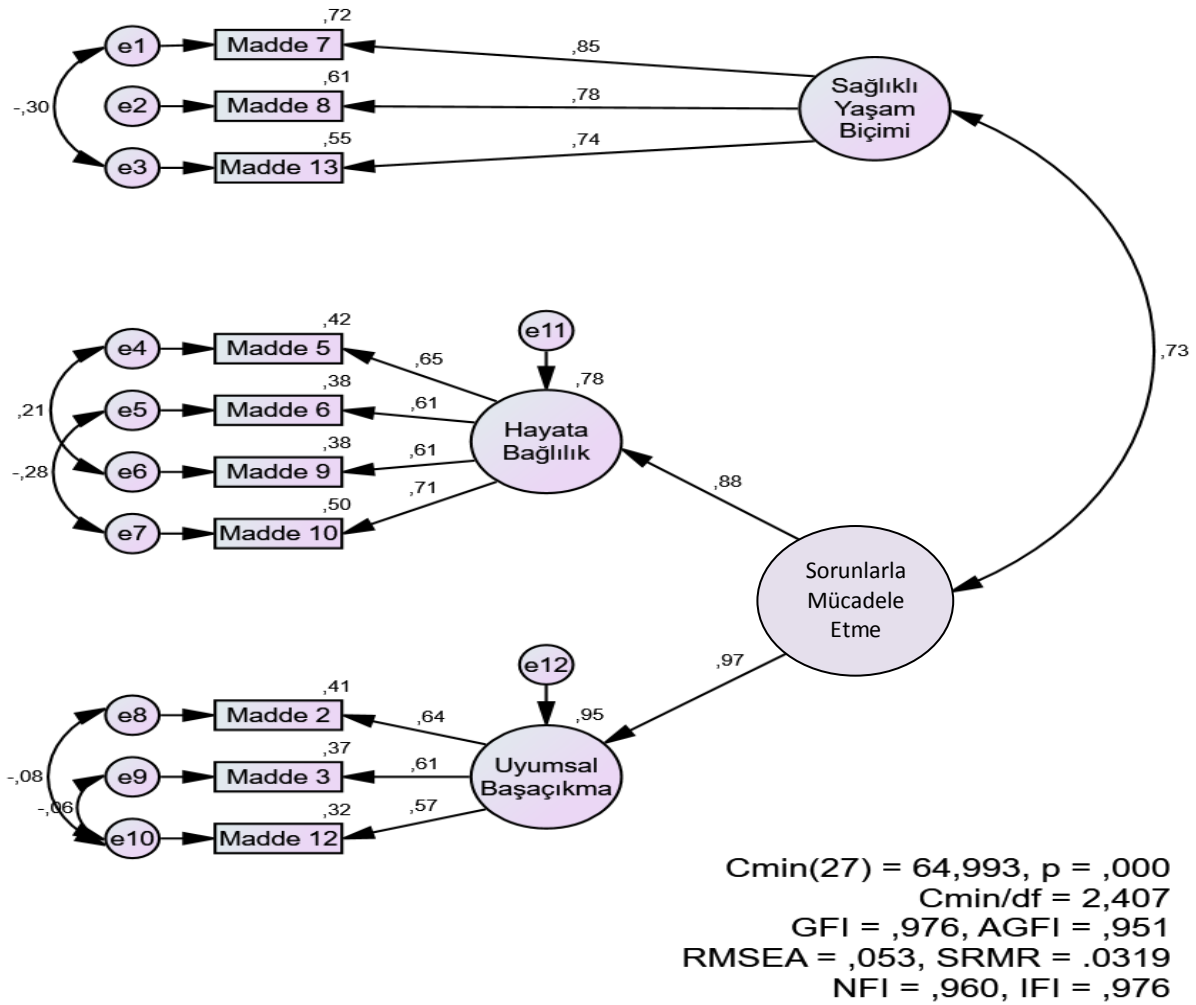 ,72
e1
Madde 7
,85
,61
-,30
e2
Madde 8
,78
,55
e3
Madde 13
,74
Sağlıklı
Yaşam
Biçimi
,73
,42
e4
Madde 5
,65
,38
,21
e5
Madde 6
,61
,38
-,28
e6
Madde 9
,61
,50
e7
Madde 10
,71
e11
,78
Hayata
Bağlılık
,88
Sorunlarla
Mücadele
Etme
,97
e12
,95
Uyumsal
Başaçıkma
,41
e8
Madde 2
,64
,37
-,08
e9
Madde 3
,61
-,06
,32
e10
Madde 12
,57
Cmin(27) = 64,993, p = ,000
Cmin/df = 2,407
GFI = ,976, AGFI = ,951
RMSEA = ,053, SRMR = .0319
NFI = ,960, IFI = ,976